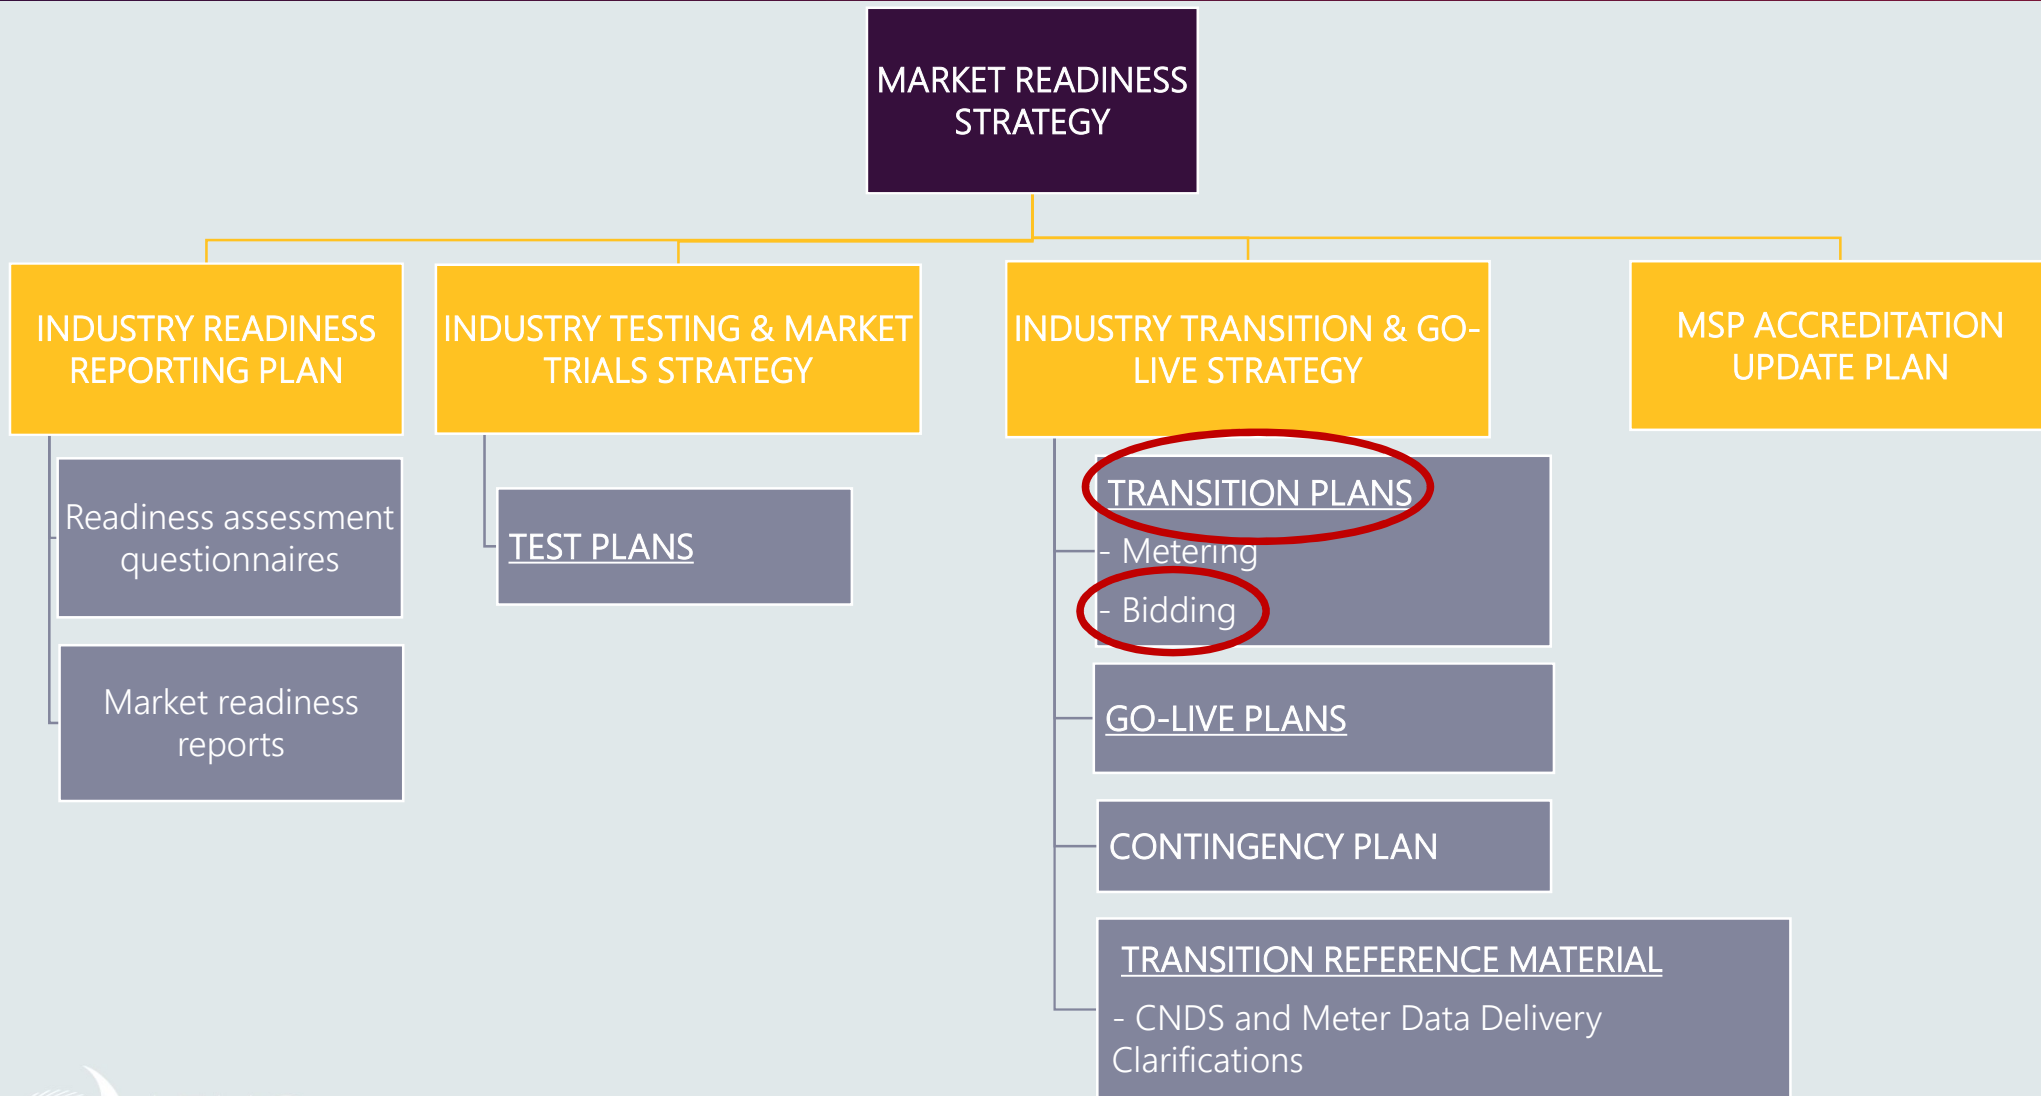 MARKET READINESS
STRATEGY
INDUSTRY READINESS
REPORTING PLAN
INDUSTRY TESTING & MARKET
TRIALS STRATEGY
INDUSTRY TRANSITION & GO-
LIVE STRATEGY
MSP ACCREDITATION
UPDATE PLAN
Readiness assessment
questionnaires
Market readiness
reports
TEST PLANS
TRANSITION PLANS
- Metering
- Bidding
GO-LIVE PLANS
CONTINGENCY PLAN
TRANSITION REFERENCE MATERIAL
- CNDS and Meter Data Delivery
Clarifications